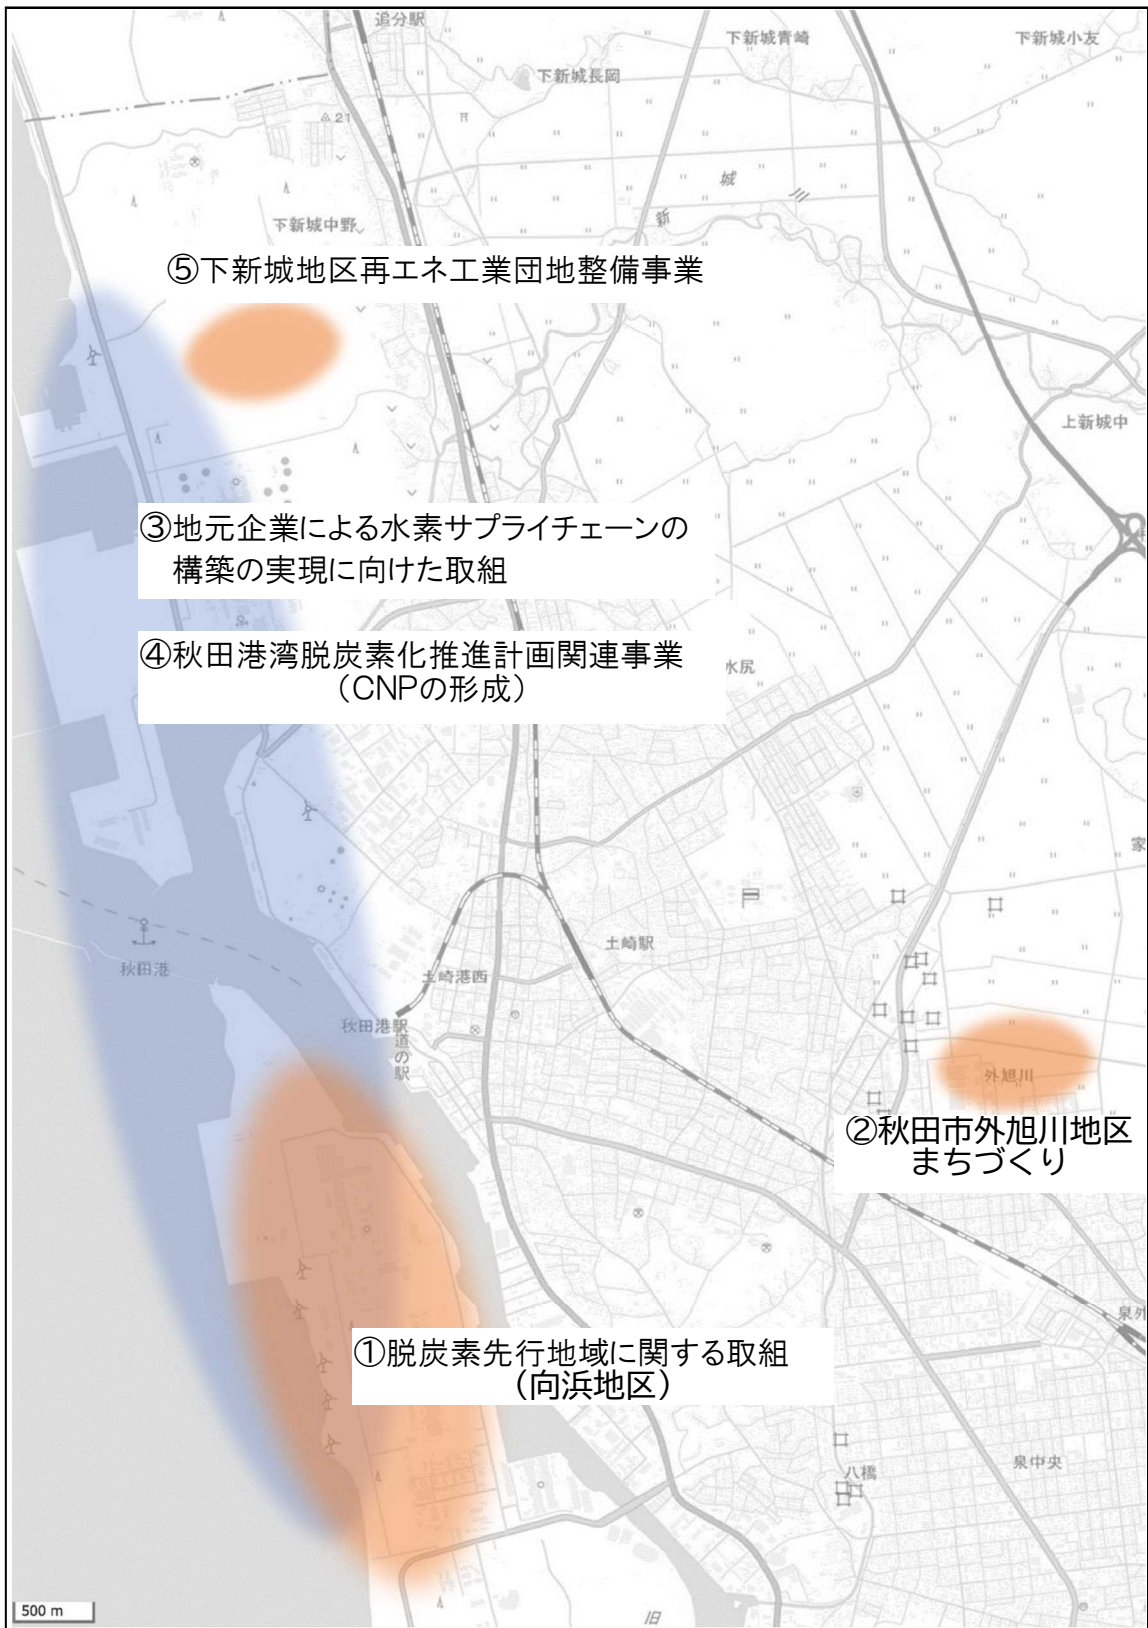 追分駅
下新城青崎
下新城小友
下新城長岡
21
城
川
新
下新城中野
⑤下新城地区再エネ工業団地整備事業
上新城中
③地元企業による水素サプライチェーンの
構築の実現に向けた取組
④秋田港湾脱炭素化推進計画関連事業
（CNPの形成）
水尻
家
土崎駅
秋田港
土崎港西
秋田港駅
道の駅
外旭川
②秋田市外旭川地区
まちづくり
泉外
①脱炭素先行地域に関する取組
（向浜地区）
泉中央
八橋
500 m
旧